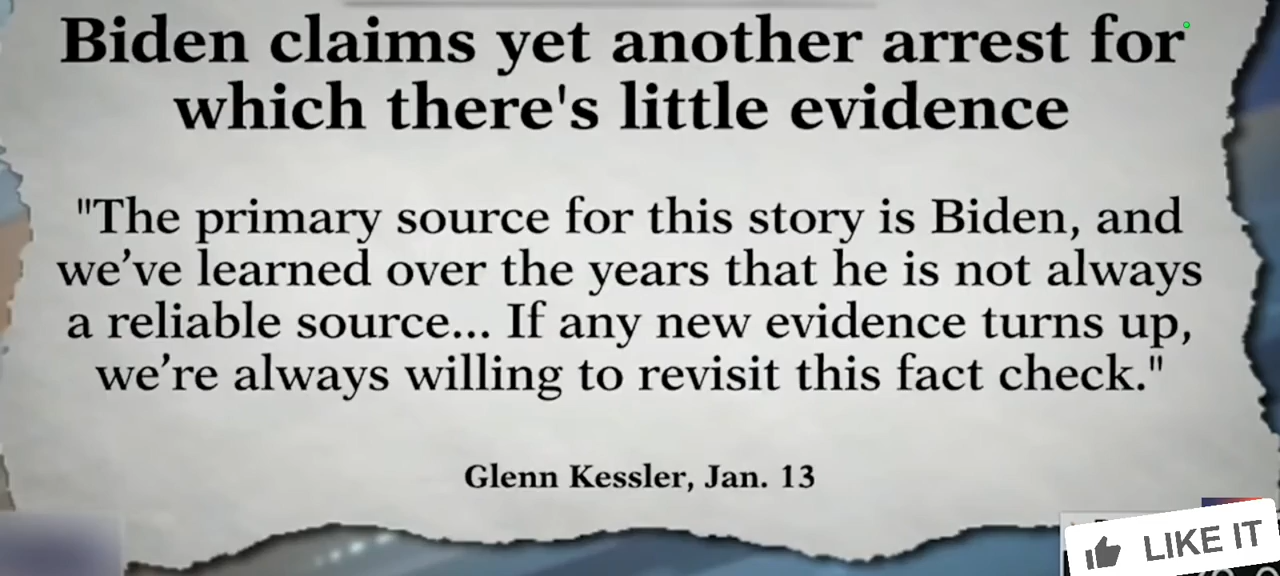 Biden claims yet another arrest for
which there's little evidence
"The primary source for this story is Biden, and
we’ve learned over the years that he is not always
a reliable source... If any new evidence turns up,
we’re always willing to revisit this fact check."
Glenn Kessler, Jan. 13
LIKE IT